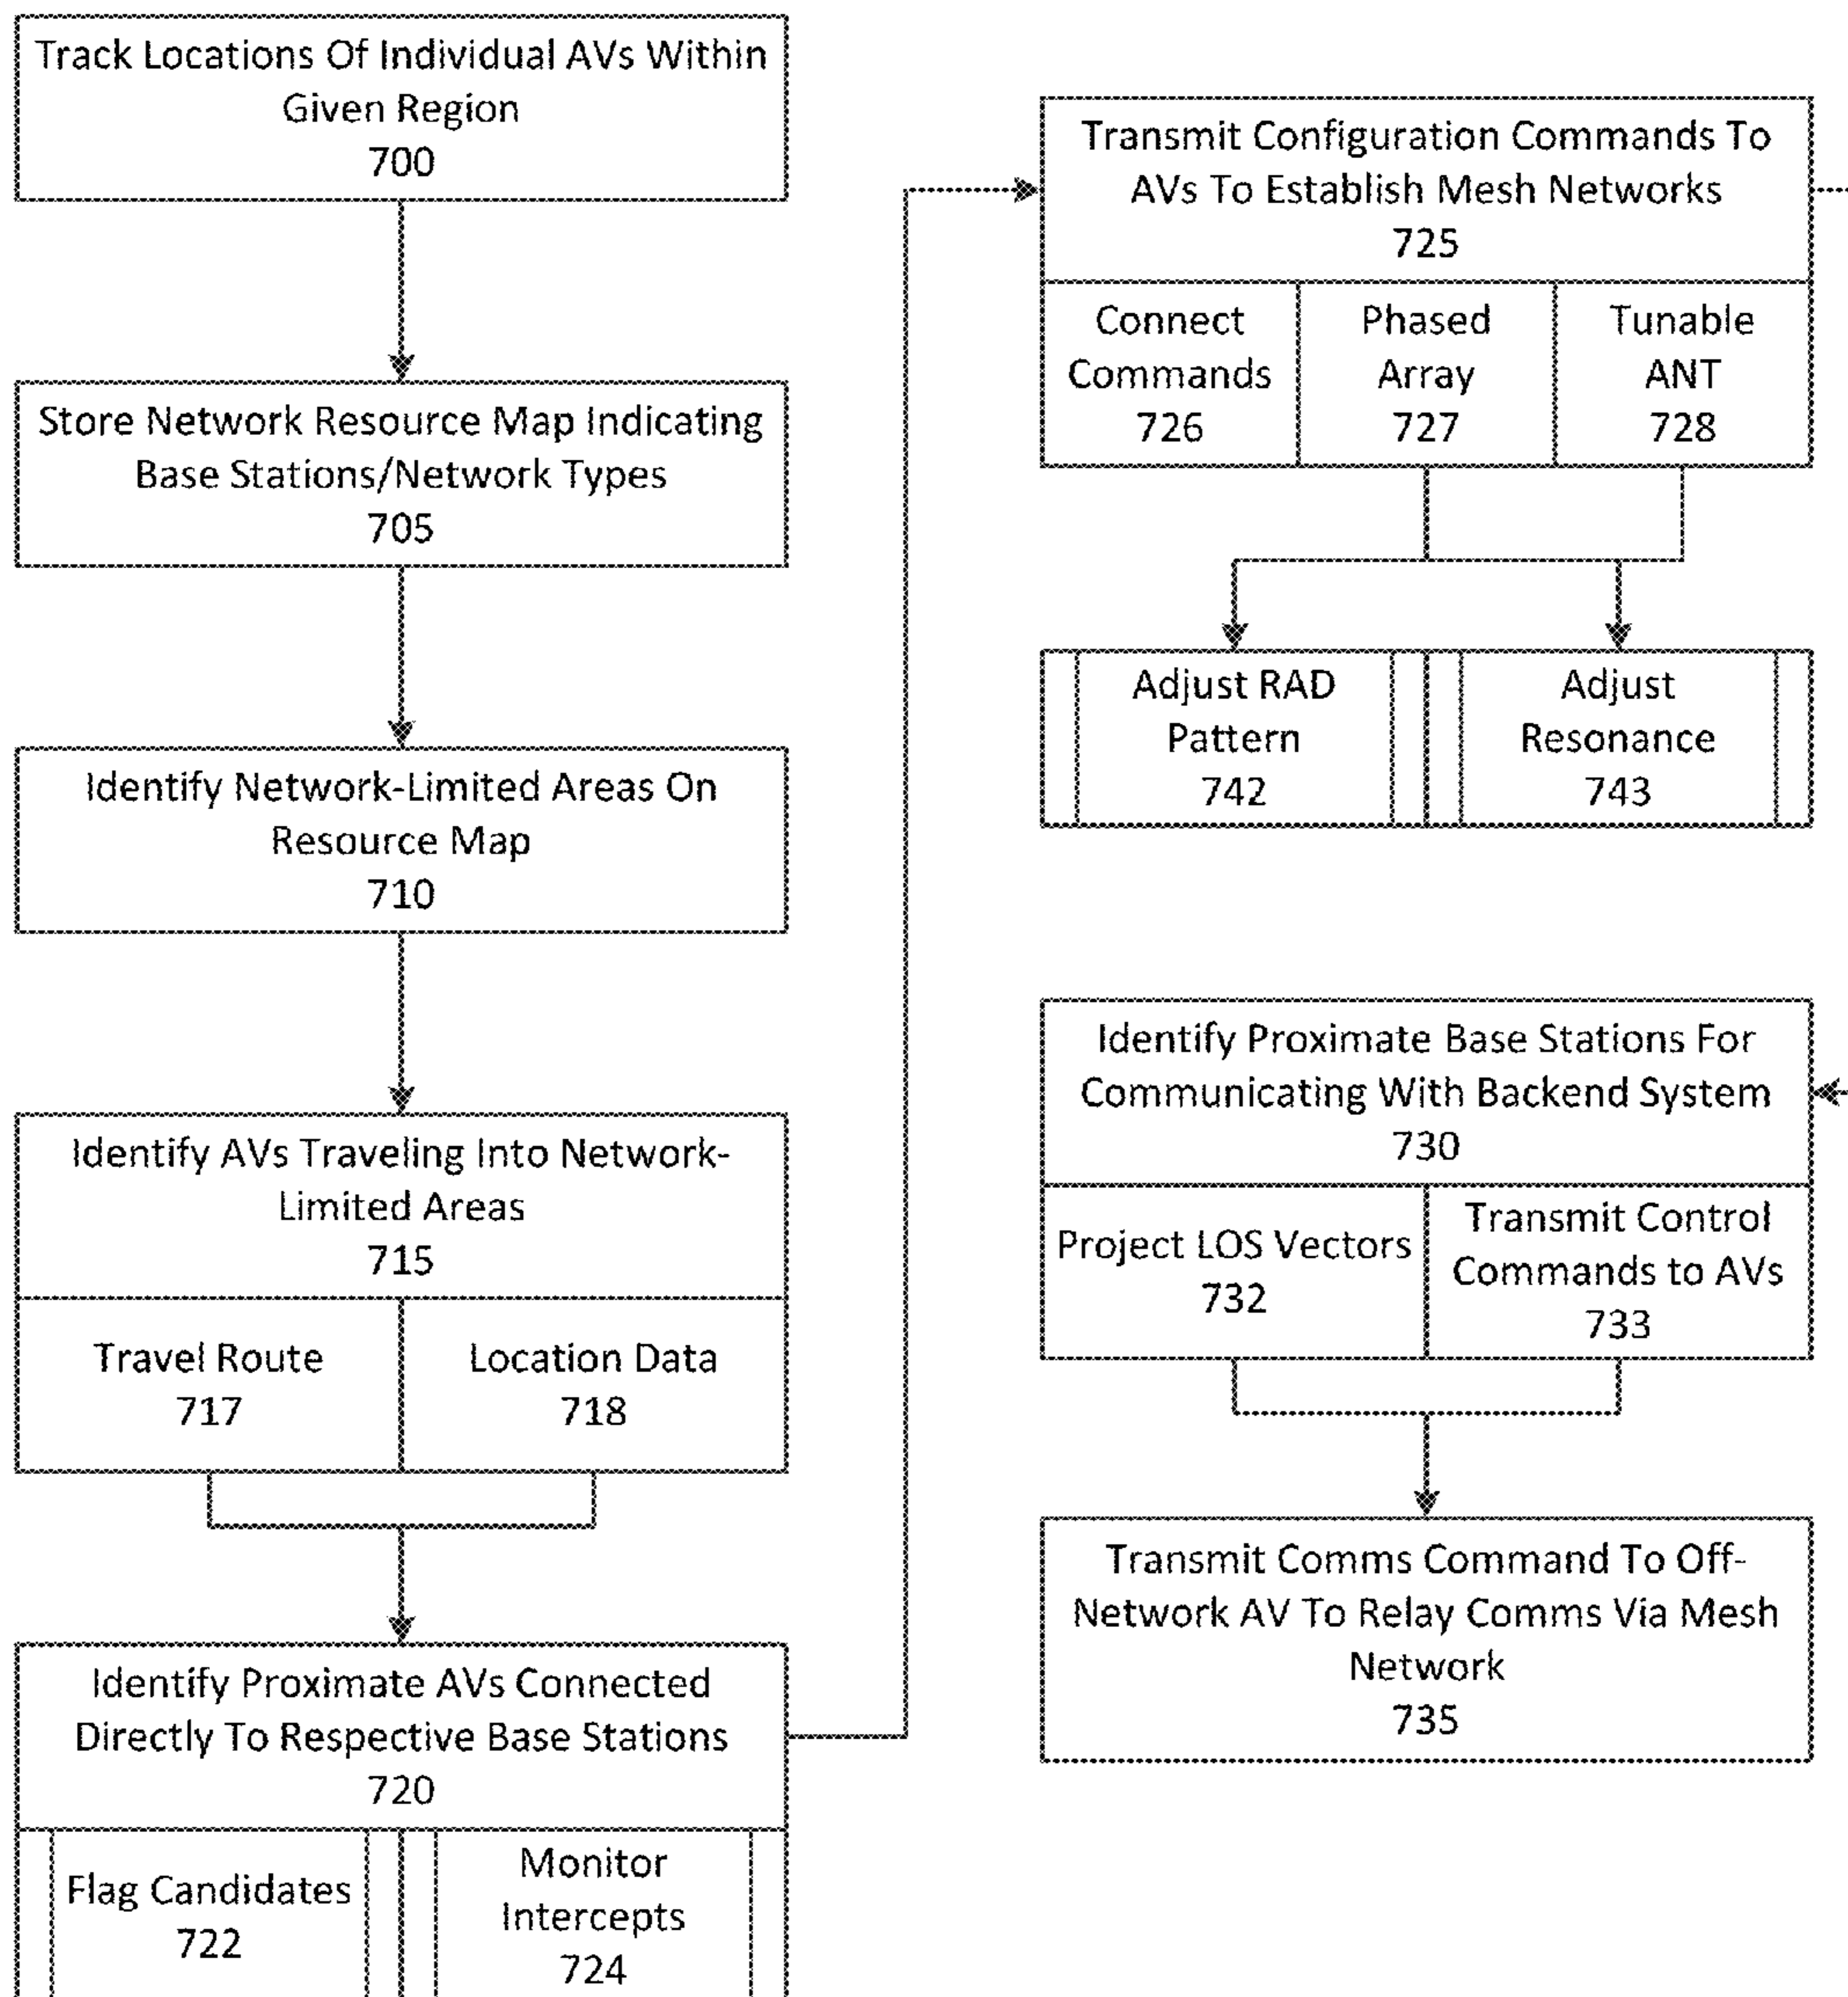 Track Locations Of Individual AVs Within
Given Region
700
Store Network Resource Map Indicating
Base Stations/Network Types
705
Identify Network-Limited Areas On
Resource Map
710
Identify AVs Traveling Into Network-
Limited Areas
715
Travel Route
717
Location Data
718
Identify Proximate AVs Connected
Directly To Respective Base Stations
720
Flag Candidates
722
Monitor
Intercepts
724
Transmit Configuration Commands To
AVs To Establish Mesh Networks
725
Connect
Commands
726
Phased
Array
727
Tunable
ANT
728
Adjust RAD
Pattern
742
Adjust
Resonance
743
Identify Proximate Base Stations For
Communicating With Backend System
730
Project LOS Vectors
732
Transmit Control
Commands to AVs
733
Transmit Comms Command To Off-
Network AV To Relay Comms Via Mesh
Network
735